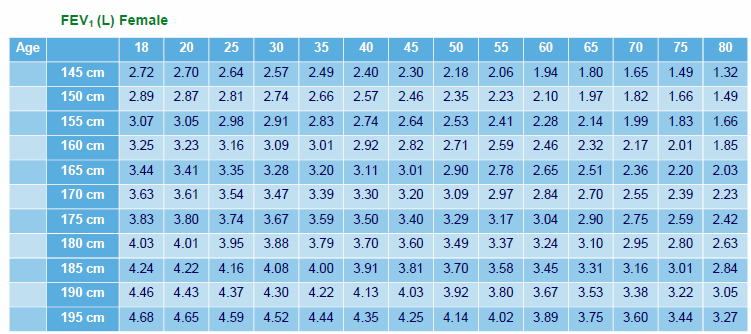 FEV₁ (L) Female
Age 18 20 25 30 35 40 45 50 55 60 65 70 75 80
145 cm 2.72 2.70 2.64 2.57 2.49 2.40 2.30 2.18 2.06 1.94 1.80 1.65 1.49 1.32
150 cm 2.89 2.87 2.81 2.74 2.66 2.57 2.46 2.35 2.23 2.10 1.97 1.82 1.66 1.49
155 cm 3.07 3.05 2.98 2.91 2.83 2.74 2.64 2.53 2.41 2.28 2.14 1.99 1.83 1.66
160 cm 3.25 3.23 3.16 3.09 3.01 2.92 2.82 2.71 2.59 2.46 2.32 2.17 2.01 1.85
165 cm 3.44 3.41 3.35 3.28 3.20 3.11 3.01 2.90 2.78 2.65 2.51 2.36 2.20 2.03
170 cm 3.63 3.61 3.54 3.47 3.39 3.30 3.20 3.09 2.97 2.84 2.70 2.55 2.39 2.23
175 cm 3.83 3.80 3.74 3.67 3.59 3.50 3.40 3.29 3.17 3.04 2.90 2.75 2.59 2.42
180 cm 4.03 4.01 3.95 3.88 3.79 3.70 3.60 3.49 3.37 3.24 3.10 2.95 2.80 2.63
185 cm 4.24 4.22 4.16 4.08 4.00 3.91 3.81 3.70 3.58 3.45 3.31 3.16 3.01 2.84
190 cm 4.46 4.43 4.37 4.30 4.22 4.13 4.03 3.92 3.80 3.67 3.53 3.38 3.22 3.05
195 cm 4.68 4.65 4.59 4.52 4.44 4.35 4.25 4.14 4.02 3.89 3.75 3.60 3.44 3.27